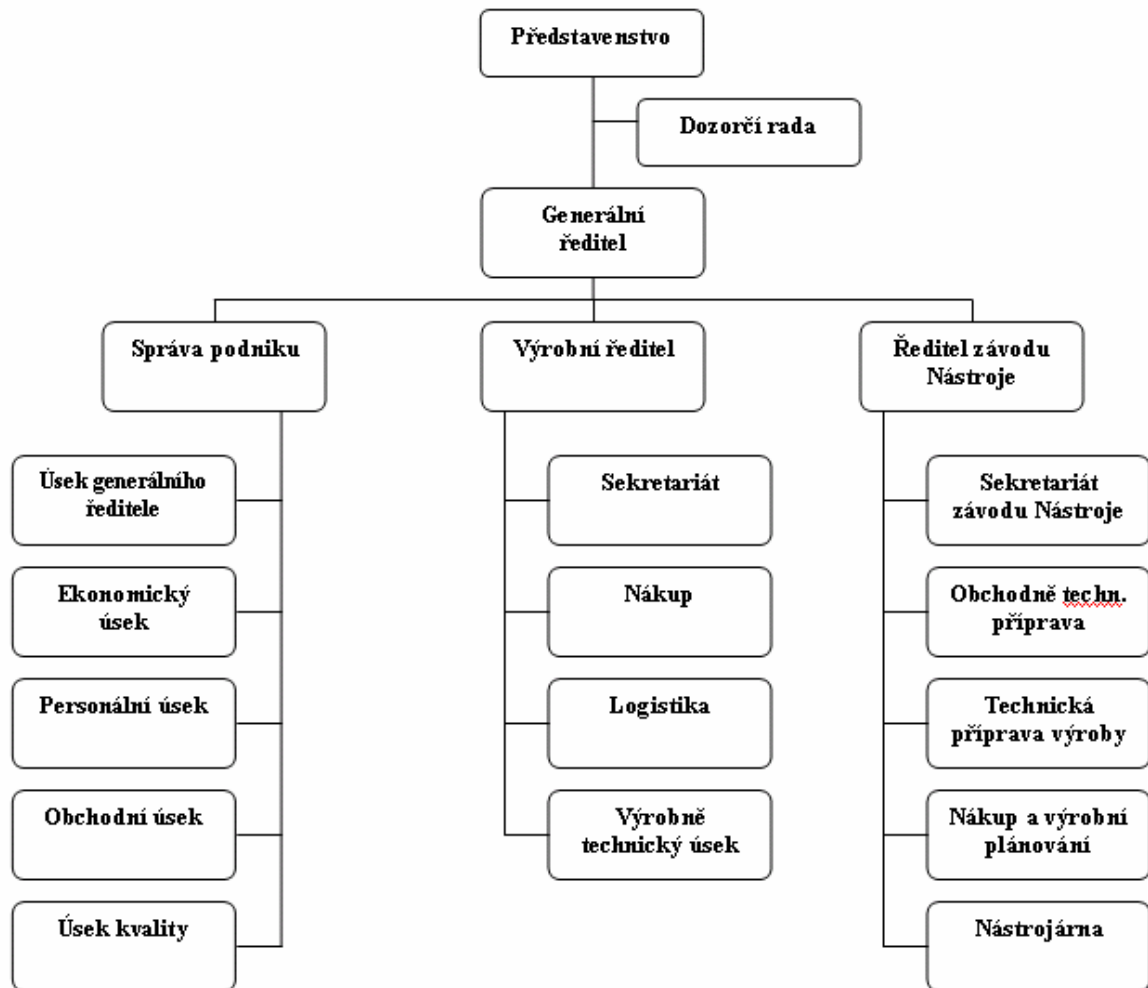 Představenstvo
Dozorčí rada
Generální
ředitel
Správa podniku
Výrobní ředitel
Ředitel závodu
Nástroje
Úsek generálního
ředitele
Ekonomický
úsek
Personální úsek
Obchodní úsek
Úsek kvality
Sekretariát
Nákup
Logistika
Výrobně
technický úsek
Sekretariát
závodu Nástroje
Obchodně techn.
příprava
Technická
příprava výroby
Nákup a výrobní
plánování
Nástrojárna